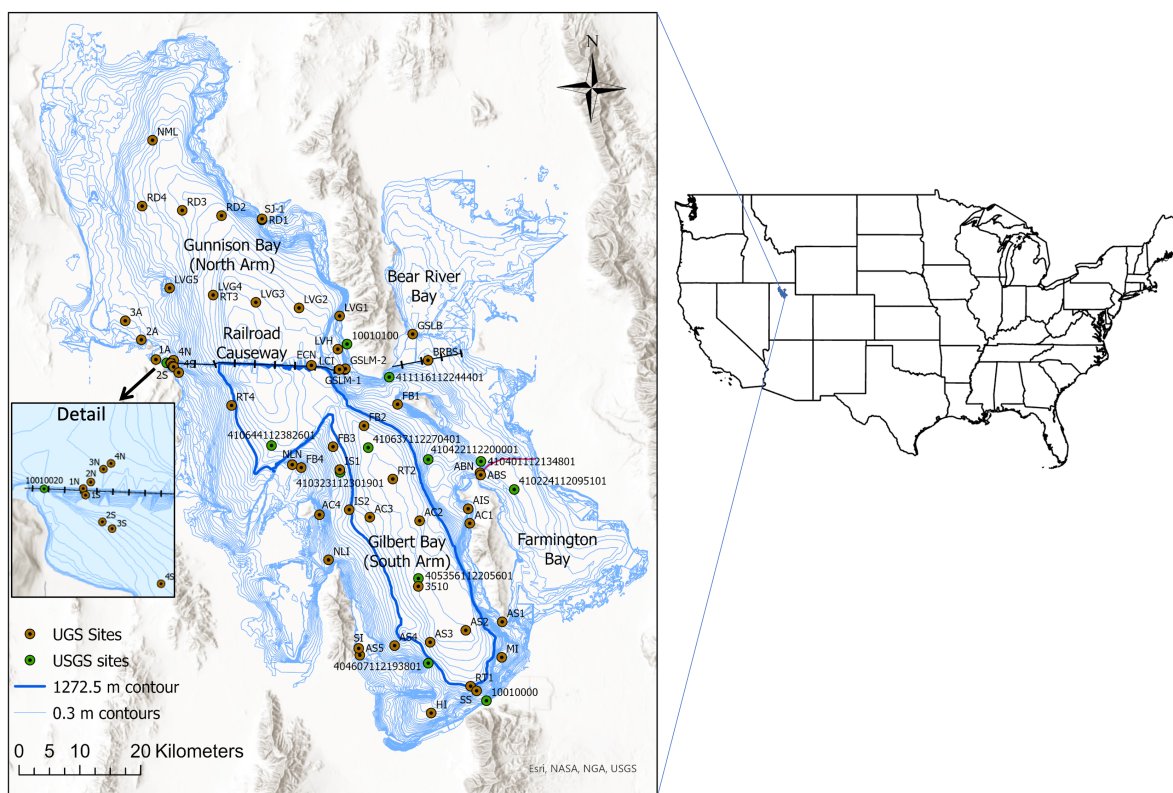 N
NML
RD4
RD3
RD2
SJ-1
RD1
Gunnison Bay
(North Arm)
Bear River
Bay
LVG5
LVG4
RT3
LVG3
LVG2
LVG1
3A
2A
Railroad
Causeway
10010100
GSLB
LVH
1A
4N
4S
2S
ECN
LCT
GSLM-2
GSLM-1
BRBS
411116112244401
Detail
4N
3N
2N
1N
10010020
1S
2S
3S
4S
RT4
FB1
FB2
410644112382601
FB3
410637112270401
410422112200001
410401112134801
NLN
FB4
IS1
410323112301901
RT2
ABN
ABS
410224112095101
AC4
IS2
AC3
AC2
AIS
AC1
Gilbert Bay
(South Arm)
Farmington
Bay
NLI
405356112205601
3510
AS1
AS2
AS3
AS4
SI
AS5
404607112193801
MI
RT1
SS
10010000
HI
UGS Sites
USGS sites
1272.5 m contour
0.3 m contours
0 10 20 Kilometers
Esri, NASA, NGA, USGS